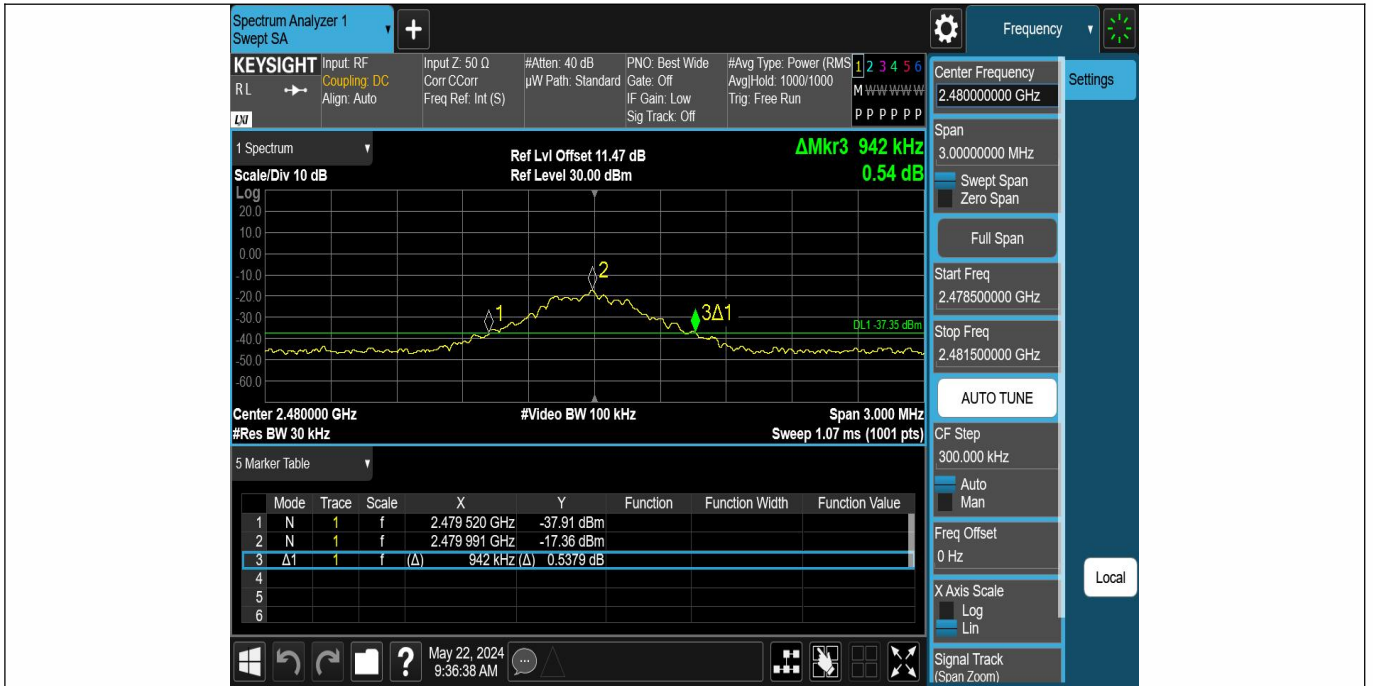 Spectrum Analyzer 1
Swept SA
+
Frequency
KEYSIGHT
RL
LXI
Input: RF
Coupling: DC
Align: Auto
Input Z: 50 Ω
Corr CCorr
Freq Ref: Int (S)
#Atten: 40 dB
µW Path: Standard
PNO: Best Wide
Gate: Off
IF Gain: Low
Sig Track: Off
#Avg Type: Power (RMS
Avg|Hold: 1000/1000
Trig: Free Run
1 2 3 4 5 6
M W W W W W
P P P P P P
1 Spectrum
Scale/Div 10 dB
Ref Lvl Offset 11.47 dB
Ref Level 30.00 dBm
ΔMkr3 942 kHz
0.54 dB
Log
20.0
10.0
0.00
-10.0
-20.0
-30.0
-40.0
-50.0
-60.0
2
1
3Δ1
DL1 -37.35 dBm
Center 2.480000 GHz
#Video BW 100 kHz
Span 3.000 MHz
#Res BW 30 kHz
Sweep 1.07 ms (1001 pts)
5 Marker Table
Mode Trace Scale X Y Function Function Width Function Value
1 N 1 f 2.479 520 GHz -37.91 dBm
2 N 1 f 2.479 991 GHz -17.36 dBm
3 Δ1 1 f (Δ) 942 kHz (Δ) 0.5379 dB
4
5
6
?
May 22, 2024
9:36:38 AM
Center Frequency
2.480000000 GHz
Settings
Span
3.00000000 MHz
Swept Span
Zero Span
Full Span
Start Freq
2.478500000 GHz
Stop Freq
2.481500000 GHz
AUTO TUNE
CF Step
300.000 kHz
Auto
Man
Freq Offset
0 Hz
X Axis Scale
Log
Lin
Signal Track
(Span Zoom)
Local